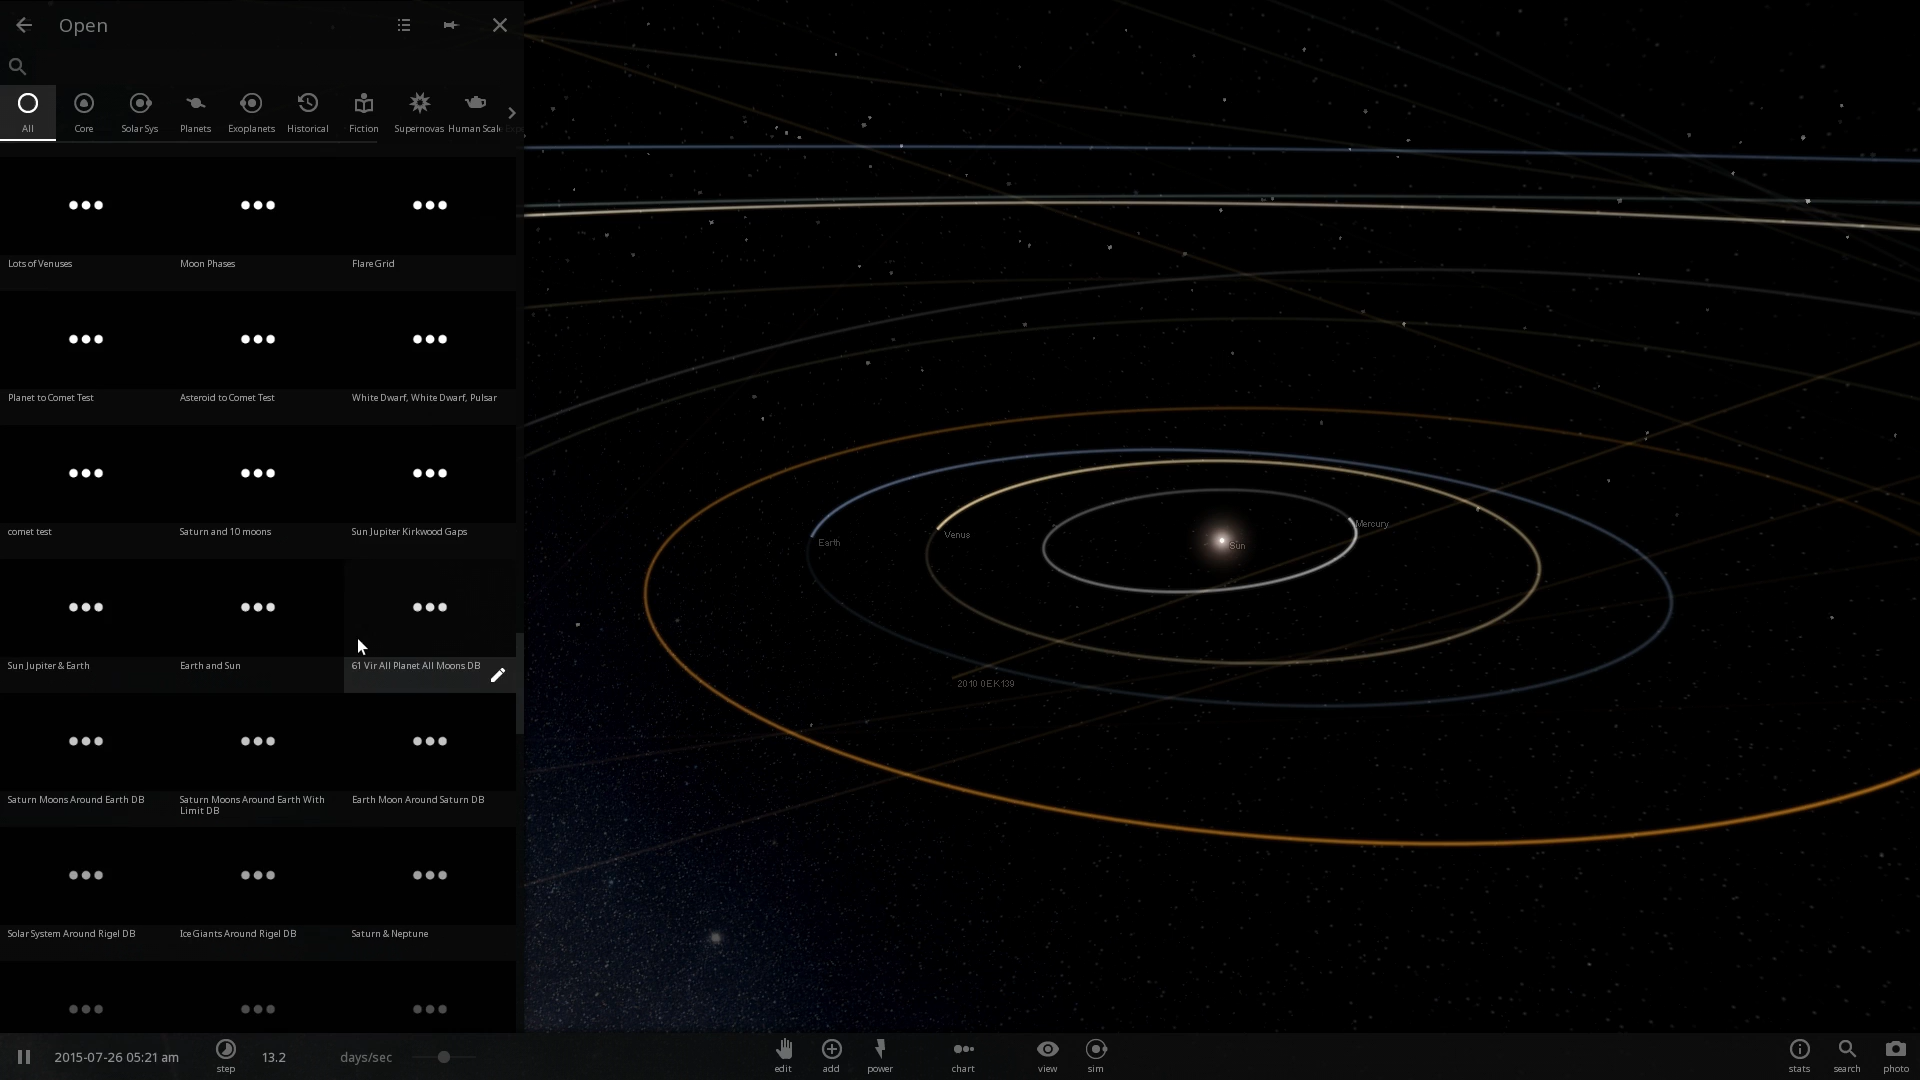 Open
All
Core
Solar Sys
Planets
Exoplanets
Historical
Fiction
Supernovas
Human Scale
Lots of Venuses
Moon Phases
Flare Grid
Planet to Comet Test
Asteroid to Comet Test
White Dwarf, White Dwarf, Pulsar
comet test
Saturn and 10 moons
Sun Jupiter Kirkwood Gaps
Sun Jupiter & Earth
Earth and Sun
61 Vir All Planet All Moons DB
Saturn Moons Around Earth DB
Saturn Moons Around Earth With
Limit DB
Earth Moon Around Saturn DB
Solar System Around Rigel DB
Ice Giants Around Rigel DB
Saturn & Neptune
Mercury
Sun
Venus
Earth
2010 OEK139
2015-07-26 05:21 am
step
13.2
days/sec
edit
add
power
chart
view
sim
stats
search
photo